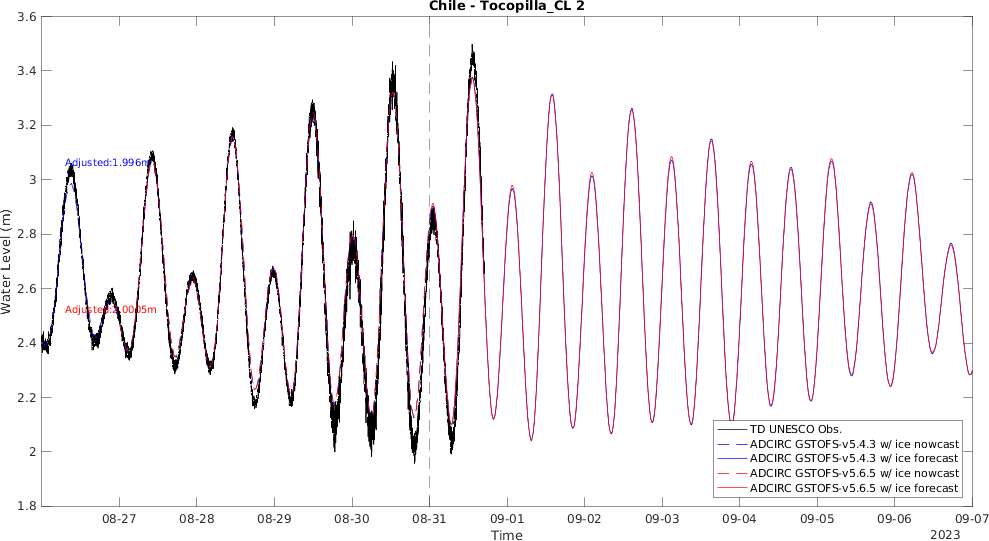 Chile - Tocopilla_CL 2
3.6
3.4
3.2
3
2.8
2.6
2.4
2.2
2
1.8
Water Level (m)
Adjusted:1.996m
Adjusted:2.0005m
TD UNESCO Obs.
ADCIRC GSTOFS-v5.4.3 w/ ice nowcast
ADCIRC GSTOFS-v5.4.3 w/ ice forecast
ADCIRC GSTOFS-v5.6.5 w/ ice nowcast
ADCIRC GSTOFS-v5.6.5 w/ ice forecast
08-27 08-28 08-29 08-30 08-31 09-01 09-02 09-03 09-04 09-05 09-06 09-07
Time
2023